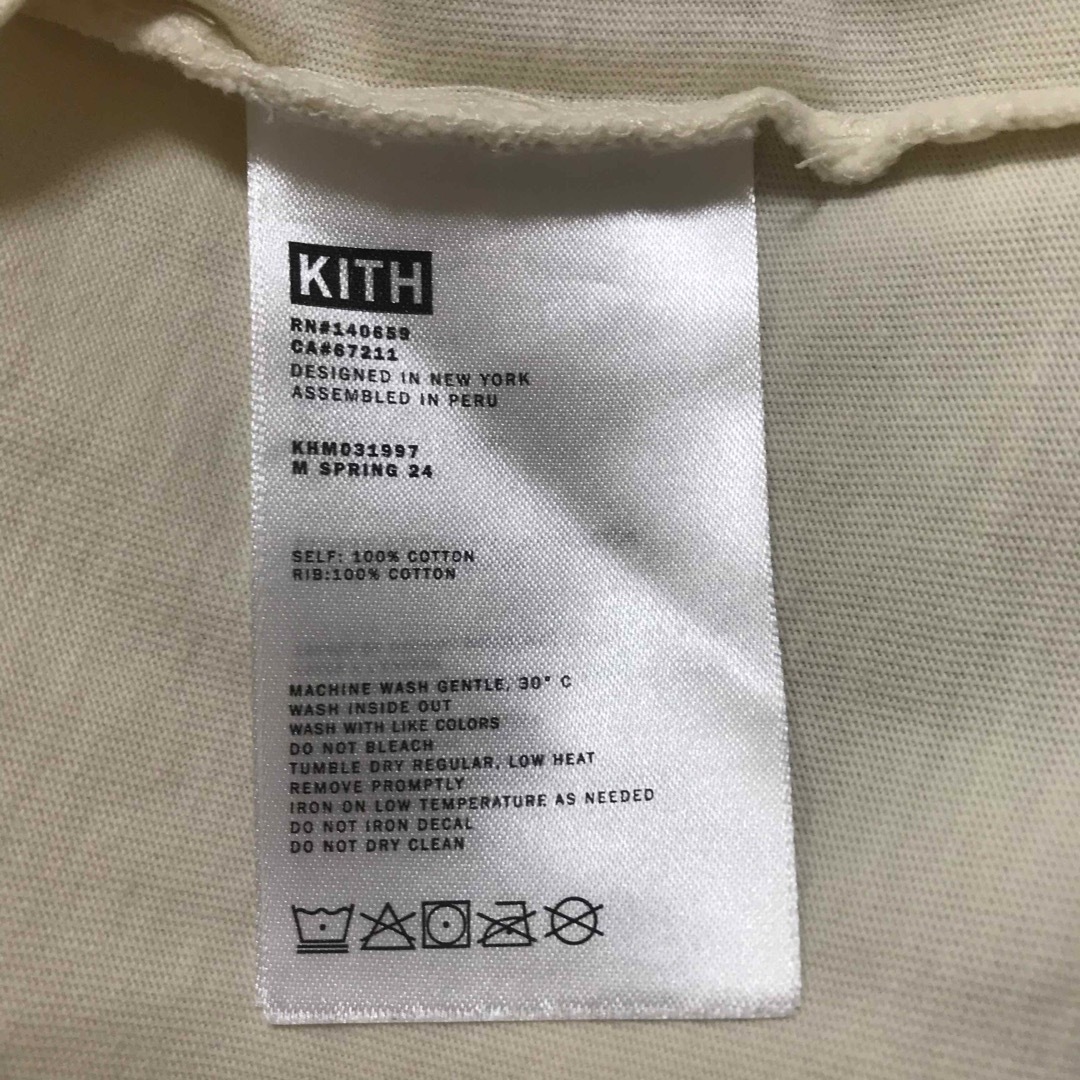 KITH
RN#140659
CA#67211
DESIGNED IN NEW YORK
ASSEMBLED IN PERU
KHM031997
M SPRING 24
SELF: 100% COTTON
RIB:100% COTTON
MACHINE WASH GENTLE, 30° C
WASH INSIDE OUT
WASH WITH LIKE COLORS
DO NOT BLEACH
TUMBLE DRY REGULAR, LOW HEAT
REMOVE PROMPTLY
IRON ON LOW TEMPERATURE AS NEEDED
DO NOT IRON DECAL
DO NOT DRY CLEAN